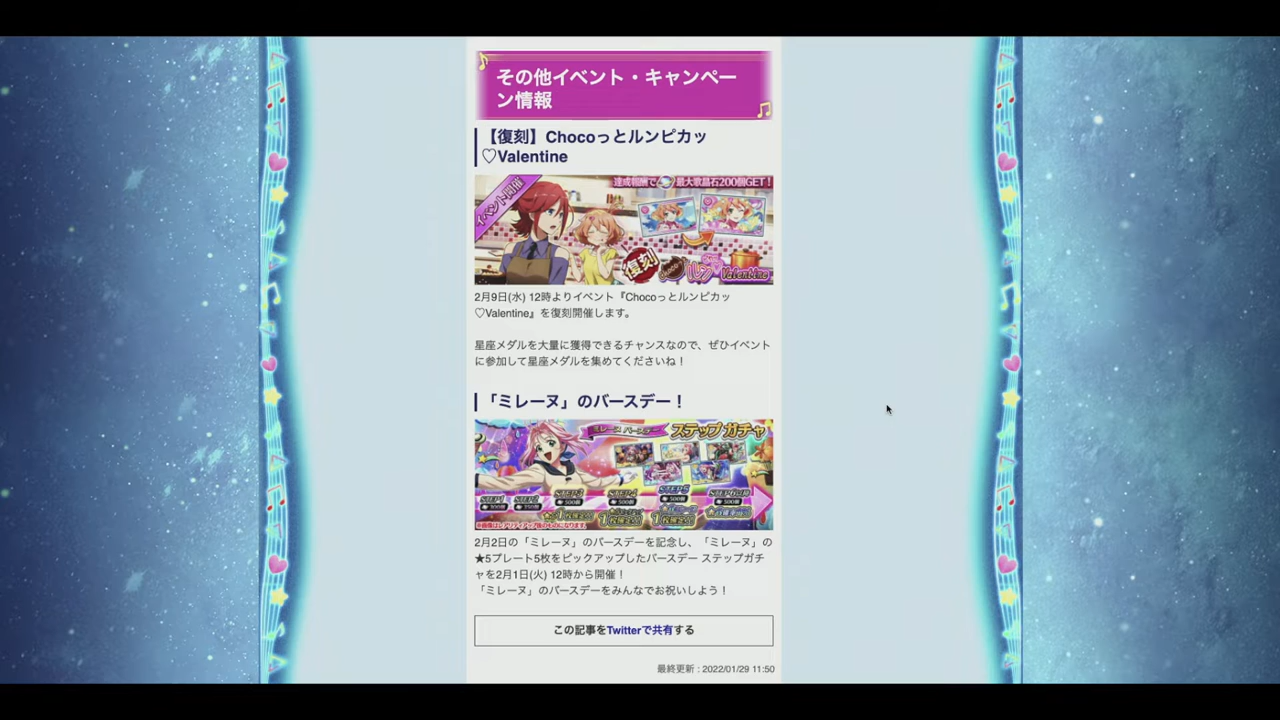 その他イベント・キャンペー
ン情報
【復刻】Chocoっとルンピカッ
♡Valentine
イベント開催
達成報酬で 最大歌晶石200個GET！
復刻
Valentine
2月9日(水) 12時よりイベント『Chocoっとルンピカッ
♡Valentine』を復刻開催します。
星座メダルを大量に獲得できるチャンスなので、ぜひイベント
に参加して星座メダルを集めてくださいね！
「ミレーヌ」のバースデー！
ミレーヌ バースデー ステップガチャ
2月2日の「ミレーヌ」のバースデーを記念し、「ミレーヌ」の
★5プレート5枚をピックアップしたバースデー ステップガチ
ャを2月1日(火) 12時から開催！
「ミレーヌ」のバースデーをみんなでお祝いしよう！
この記事をTwitterで共有する
最終更新 : 2022/01/29 11:50